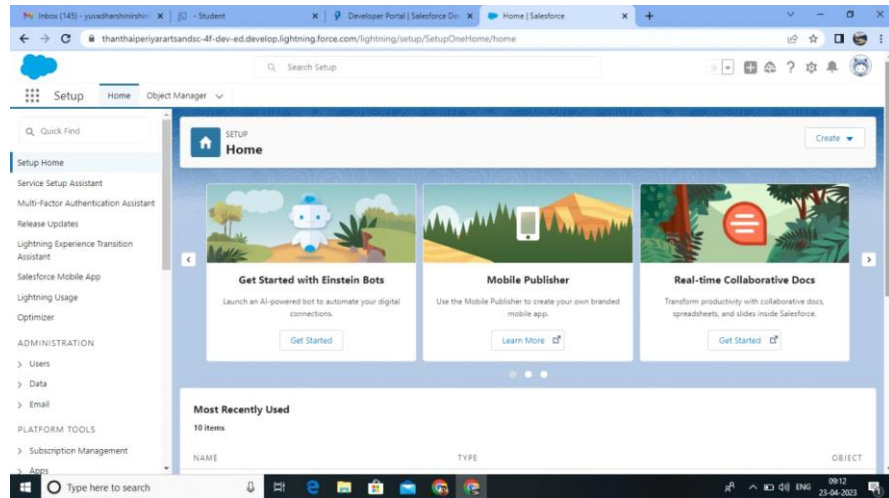 Inbox (145) - yuvadharshinirshini
- Student
Developer Portal | Salesforce De
Home | Salesforce
thanthaiperiyarartsandsc-4f-dev-ed.develop.lightning.force.com/lightning/setup/SetupOneHome/home
Search Setup
Setup
Home
Object Manager
Quick Find
Setup Home
Service Setup Assistant
Multi-Factor Authentication Assistant
Release Updates
Lightning Experience Transition
Assistant
Salesforce Mobile App
Lightning Usage
Optimizer
ADMINISTRATION
Users
Data
Email
PLATFORM TOOLS
Subscription Management
Apps
SETUP
Home
Create
Get Started with Einstein Bots
Launch an AI-powered bot to automate your digital
connections.
Get Started
Mobile Publisher
Use the Mobile Publisher to create your own branded
mobile app.
Learn More
Real-time Collaborative Docs
Transform productivity with collaborative docs,
spreadsheets, and slides inside Salesforce.
Get Started
Most Recently Used
10 items
NAME TYPE OBJECT
Type here to search
ENG
09:12
23-04-2023